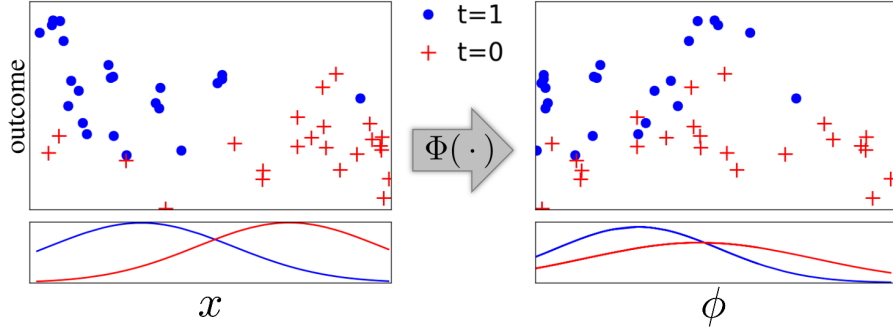 t=1
t=0
outcome
Φ(·)
x
ϕ